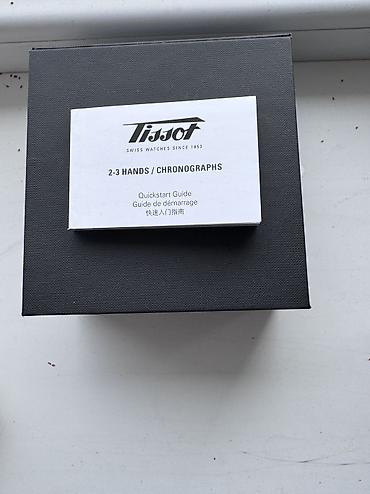 Tissot
SWISS WATCHES SINCE 1853
2-3 HANDS / CHRONOGRAPHS
Quickstart Guide
Guide de démarrage
快速入门指南